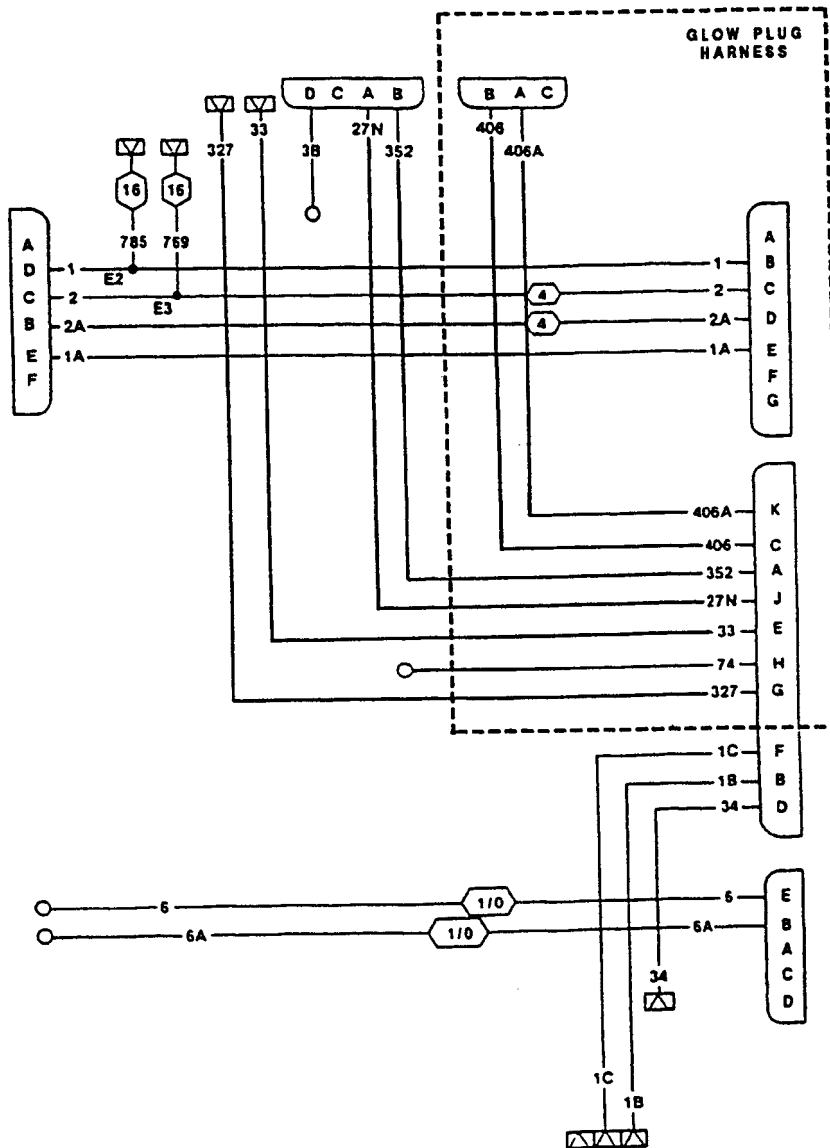 GLOW PLUG
HARNESS
D C A B
B A C
33
27N
406
327
3B
352
406A
16
16
785
769
A
A
D
1
1
B
E2
C
2
4
2
C
E3
B
2A
4
2A
D
E
1A
1A
E
F
F
G
406A
K
406
C
352
A
27N
J
33
E
74
H
327
G
1C
F
1B
B
34
D
6
1/0
6
E
6A
1/0
6A
B
A
C
D
34
1C
1B